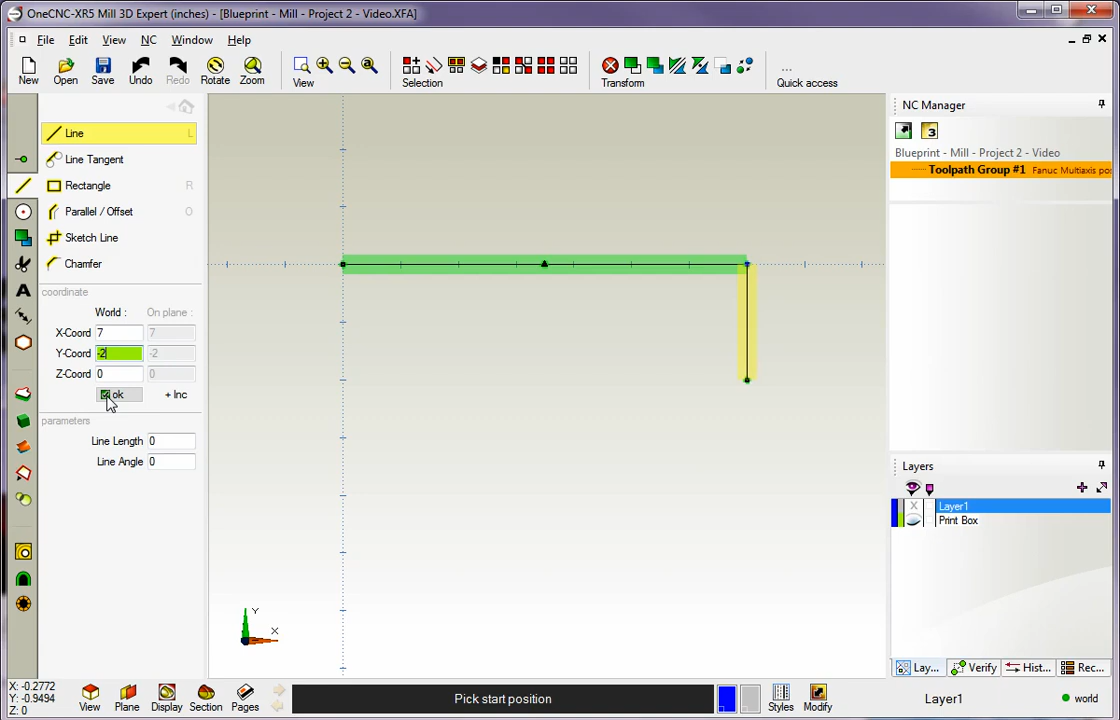 OneCNC-XR5 Mill 3D Expert (inches) - [Blueprint - Mill - Project 2 - Video.XFA]
File Edit View NC Window Help
New Open Save Undo Redo Rotate Zoom View Selection Transform ... Quick access
Line L
Line Tangent
Rectangle R
Parallel / Offset O
Sketch Line
Chamfer
A
coordinate
World : On plane :
X-Coord 7 7
Y-Coord -2 -2
Z-Coord 0 0
ok + Inc
parameters
Line Length 0
Line Angle 0
Y
X
NC Manager
3
Blueprint - Mill - Project 2 - Video
Toolpath Group #1 Fanuc Multiaxis po
Layers
X Layer1
Print Box
Lay... Verify Hist... Rec...
X: -0.2772
Y: -0.9494
Z: 0
View Plane Display Section Pages
Pick start position
Styles Modify
Layer1
world